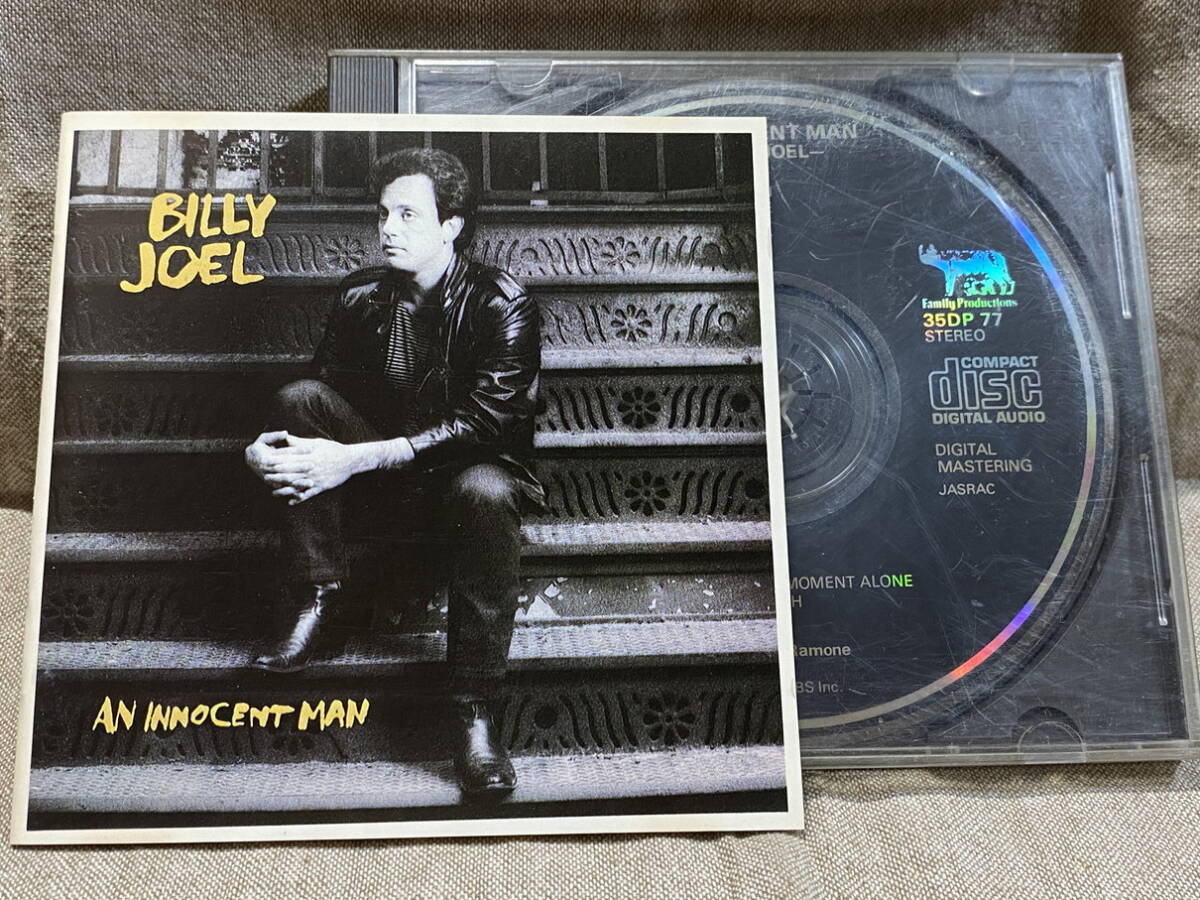 BILLY
JOEL
AN INNOCENT MAN
ENT MAN
JOEL—
Family Productions
35DP 77
STEREO
COMPACT
disc
DIGITAL AUDIO
DIGITAL
MASTERING
JASRAC
MOMENT ALONE
H
Ramone
BS Inc.